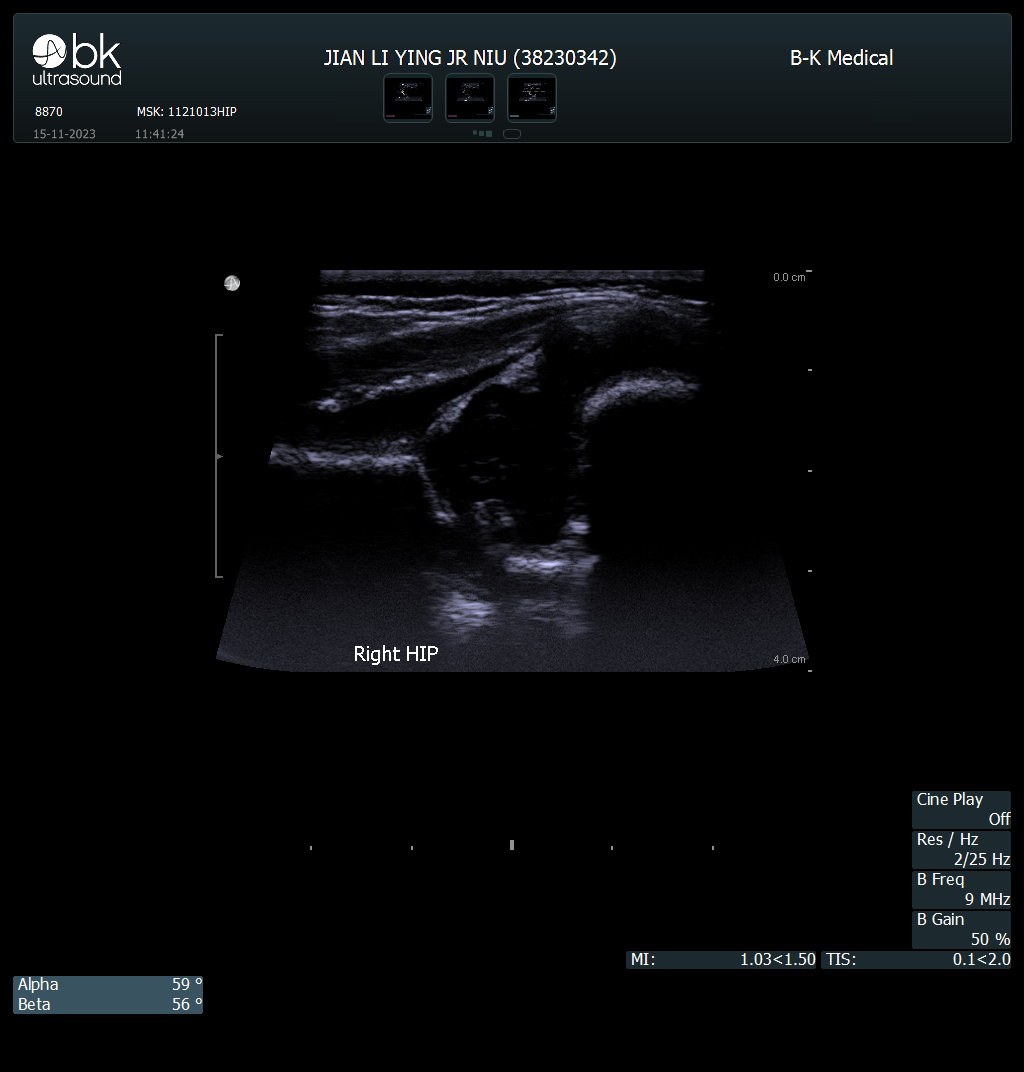 bk
ultrasound
JIAN LI YING JR NIU (38230342)
B-K Medical
8870
MSK: 1121013HIP
15-11-2023
11:41:24
0.0 cm
4.0 cm
Right HIP
Cine Play
Off
Res / Hz
2/25 Hz
B Freq
9 MHz
B Gain
50 %
MI: 1.03<1.50
TIS: 0.1<2.0
Alpha 59 º
Beta 56 º